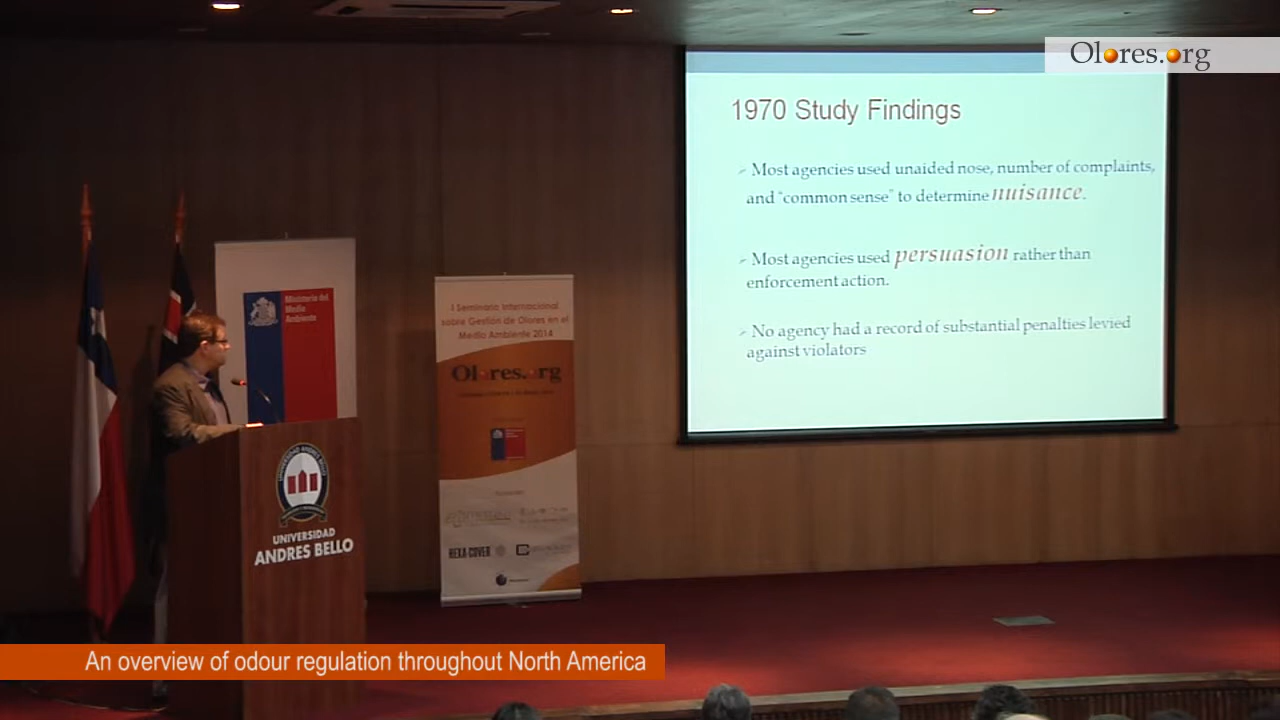 Olores.org
1970 Study Findings
Most agencies used unaided nose, number of complaints,
and "common sense" to determine nuisance.
Most agencies used persuasion rather than
enforcement action.
No agency had a record of substantial penalties levied
against violators
Ministerio del
Medio
Ambiente
I Seminario Internacional
sobre Gestión de Olores en el
Medio Ambiente 2014
Olores.org
HEXA-COVER
UNIVERSIDAD ANDRES BELLO
UNIVERSIDAD
ANDRES BELLO
An overview of odour regulation throughout North America